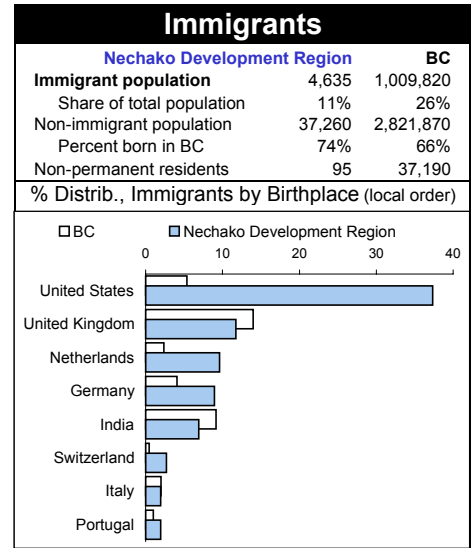 Immigrants
Nechako Development Region BC
Immigrant population 4,635 1,009,820
Share of total population 11% 26%
Non-immigrant population 37,260 2,821,870
Percent born in BC 74% 66%
Non-permanent residents 95 37,190
% Distrib., Immigrants by Birthplace (local order)
BC Nechako Development Region
0 10 20 30 40
United States
United Kingdom
Netherlands
Germany
India
Switzerland
Italy
Portugal